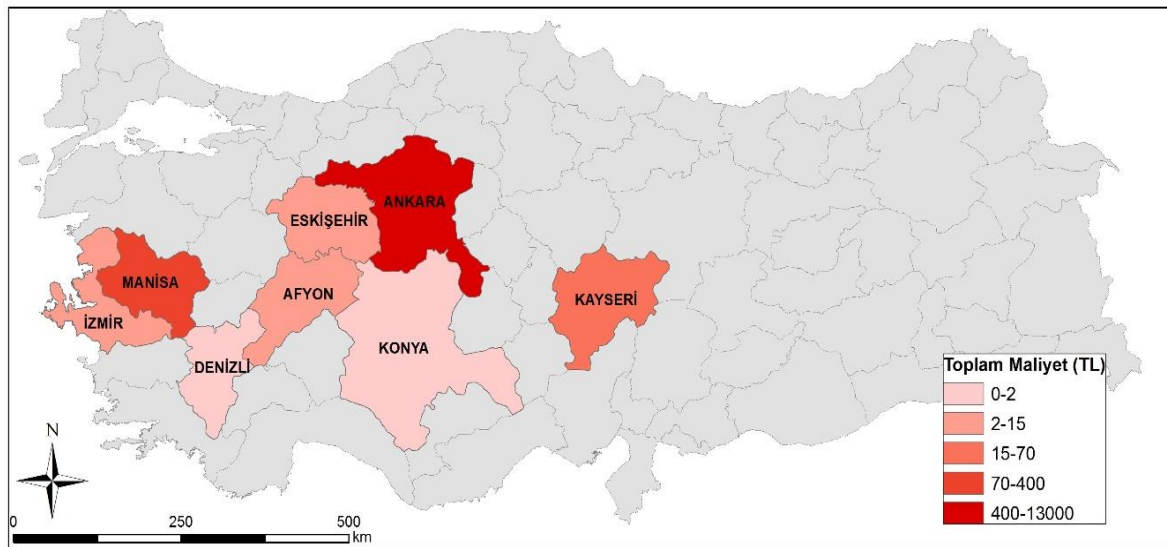 ANKARA
ESKİŞEHİR
MANİSA
AFYON
KAYSERİ
İZMİR
KONYA
DENİZLİ
Toplam Maliyet (TL)
0-2
2-15
15-70
70-400
400-13000
N
0 250 500
km